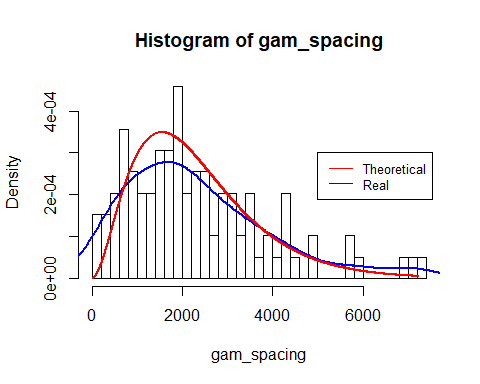 Histogram of gam_spacing
Density
4e-04
2e-04
0e+00
Theoretical
Real
0 2000 4000 6000
gam_spacing